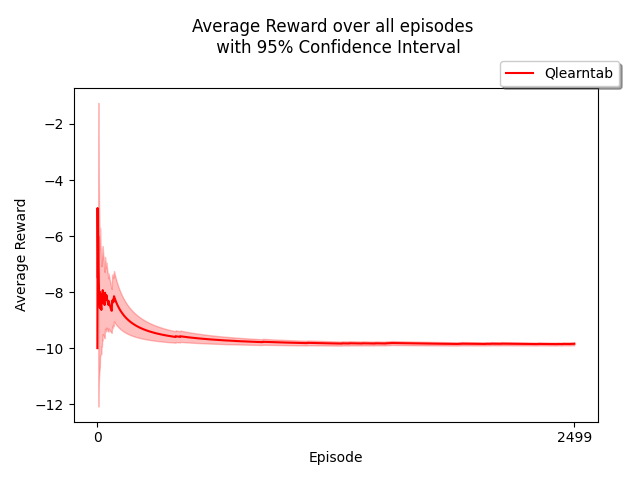 Average Reward over all episodes
with 95% Confidence Interval
Qlearntab
Average Reward
−2
−4
−6
−8
−10
−12
0
2499
Episode